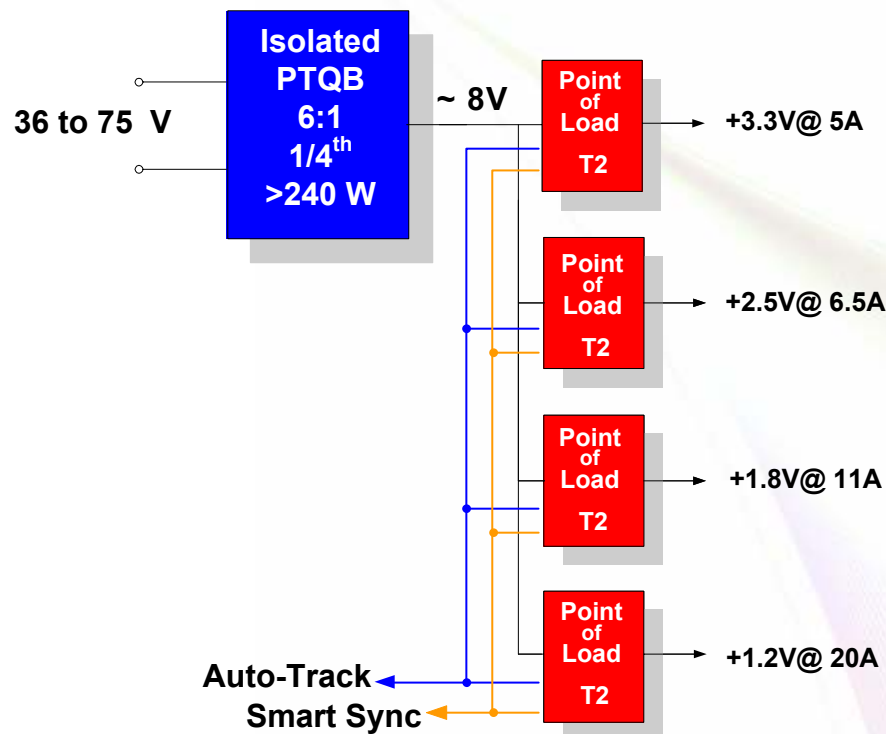 Isolated
PTQB
6:1
1/4th
>240 W
36 to 75 V
~ 8V
Point
of
Load
T2
+3.3V@ 5A
Point
of
Load
T2
+2.5V@ 6.5A
Point
of
Load
T2
+1.8V@ 11A
Point
of
Load
T2
+1.2V@ 20A
Auto-Track
Smart Sync